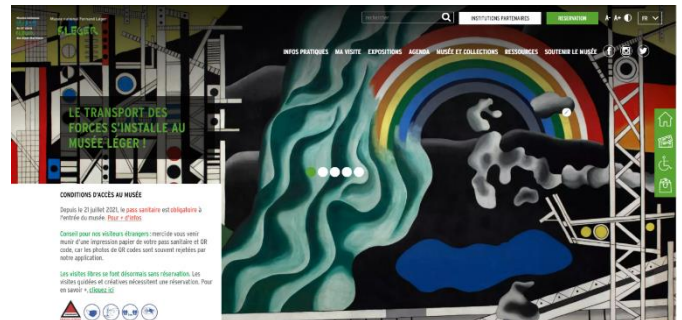 Musée national Fernand Léger
F.LEGER
RECHERCHE
INSTITUTIONS PARTENAIRES
RESERVATION
A- A+
FR
INFOS PRATIQUES MA VISITE EXPOSITIONS AGENDA MUSÉE ET COLLECTIONS RESSOURCES SOUTENIR LE MUSÉE
LE TRANSPORT DES
FORCES S'INSTALLE AU
MUSÉE LÉGER !
CONDITIONS D'ACCÈS AU MUSÉE
Depuis le 21 juillet 2021, le pass sanitaire est obligatoire à
l'entrée du musée. Pour + d'infos
Conseil pour nos visiteurs étrangers : merci de vous venir
munir d'une impression papier de votre pass sanitaire et QR
code, car les photos de QR codes sont souvent rejetées par
notre application.
Les visites libres se font désormais sans réservation. Les
visites guidées et créatives nécessitent une réservation. Pour
en savoir +, cliquez ici